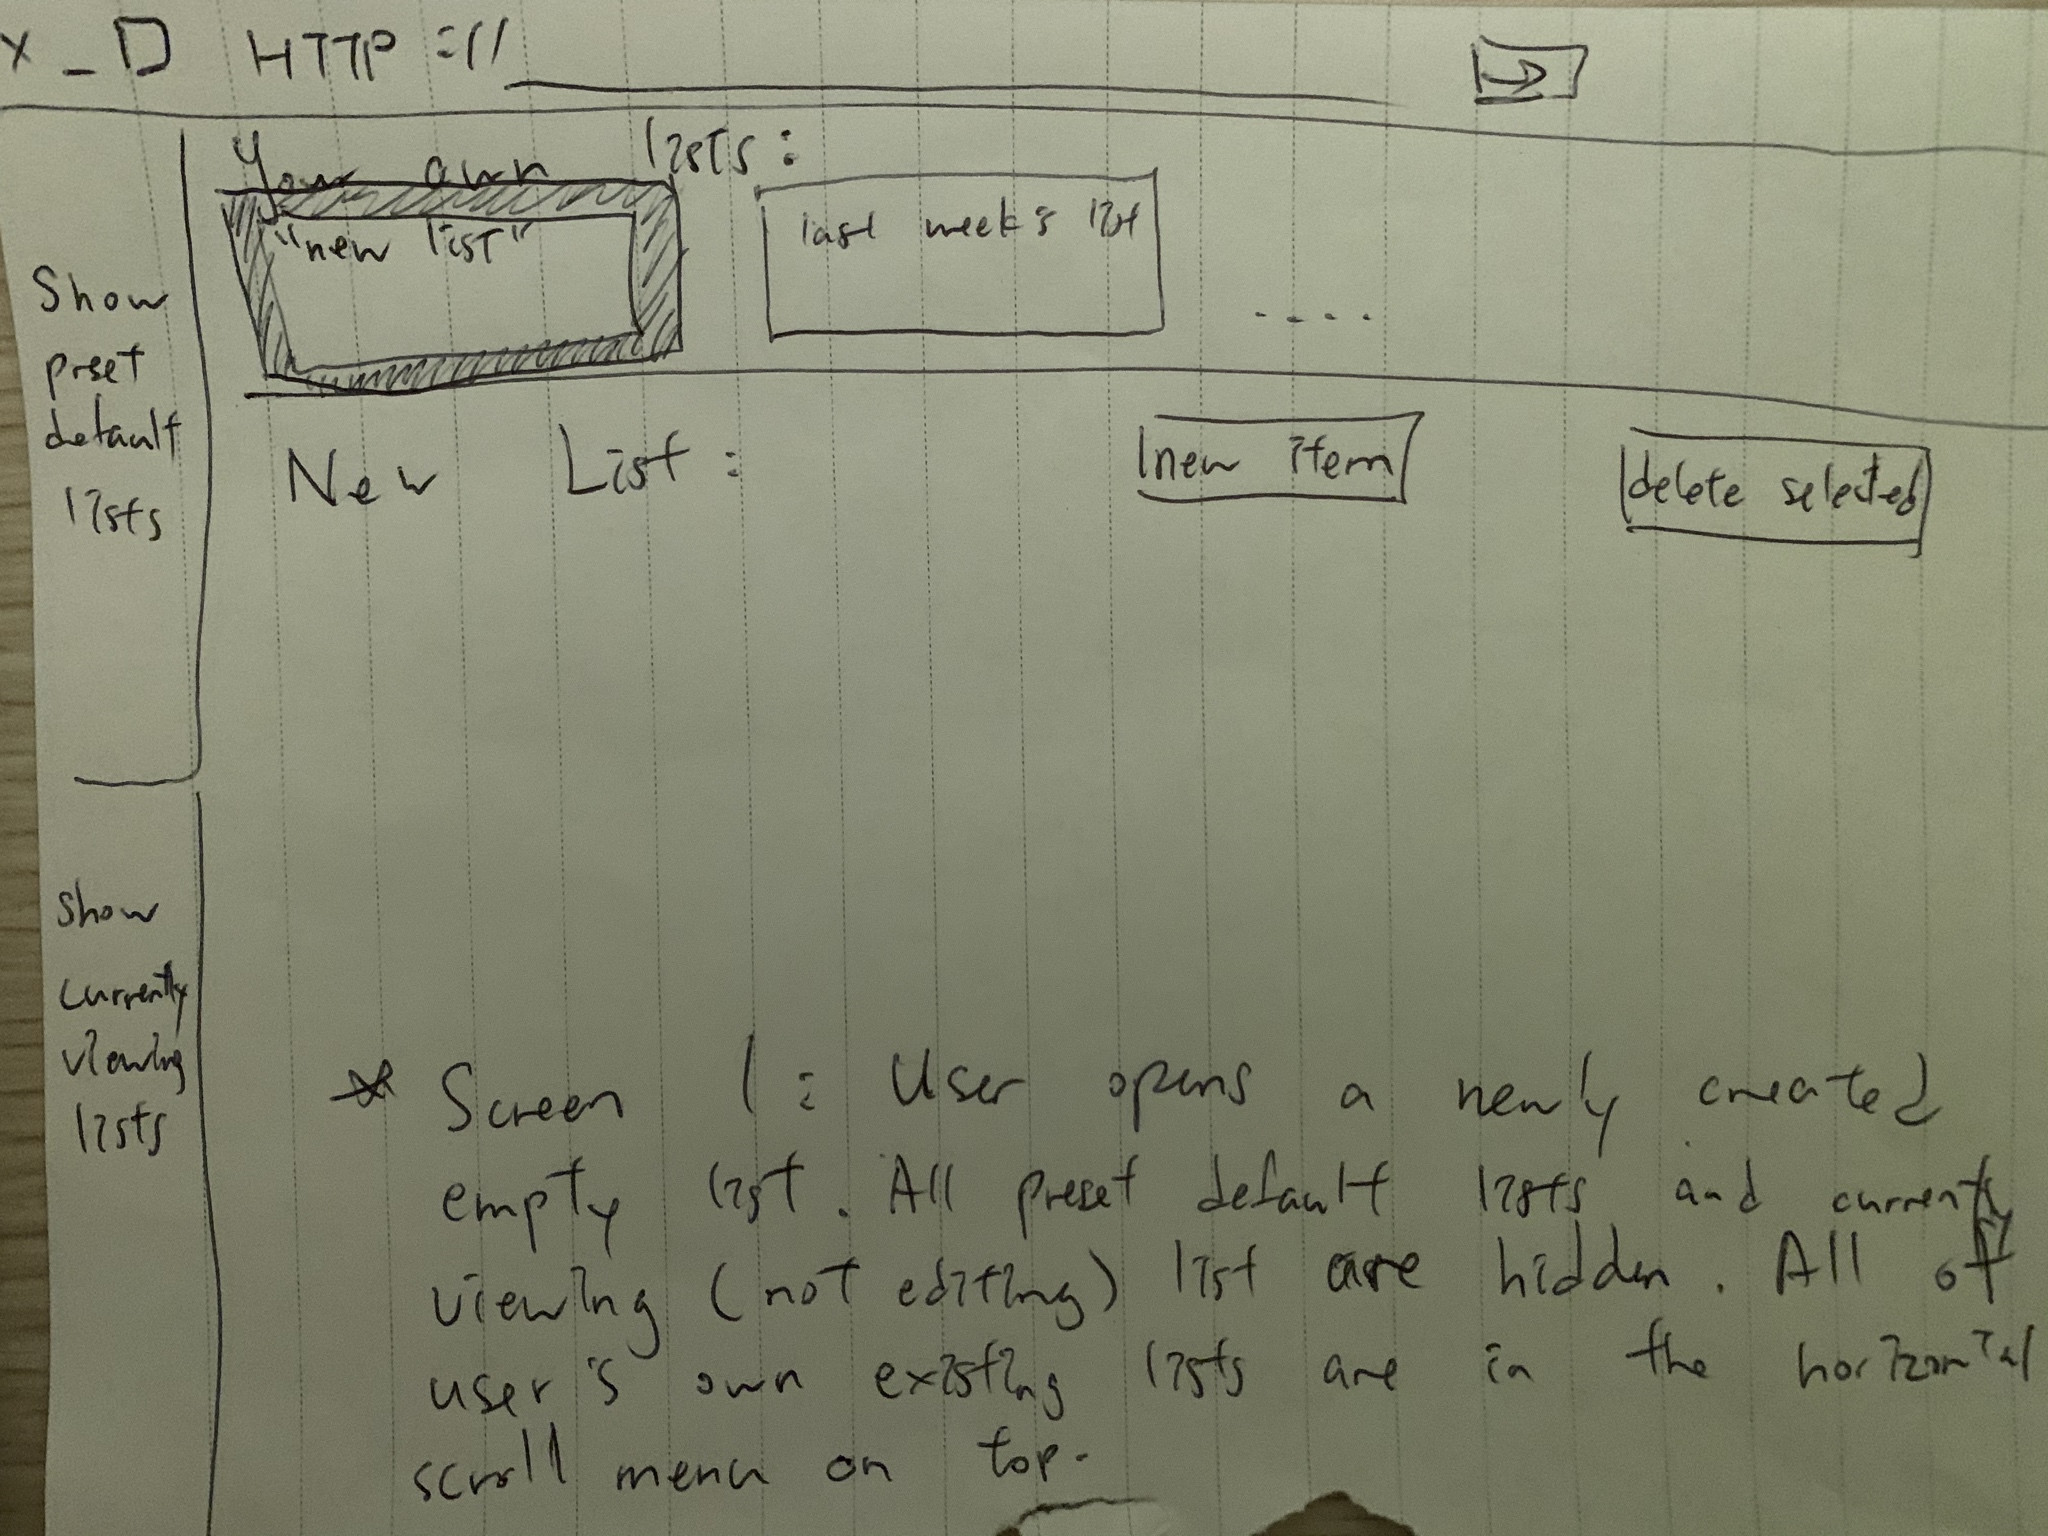 x _ □ HTTP://
Your own lists:
"new list"
last week's list
....
Show
preset
default
lists
New List:
new item
delete selected
show
currently
viewing
lists
* Screen 1: User opens a newly created
empty list. All preset default lists and currently
viewing (not editing) list are hidden. All of
user's own existing lists are in the horizontal
scroll menu on top.